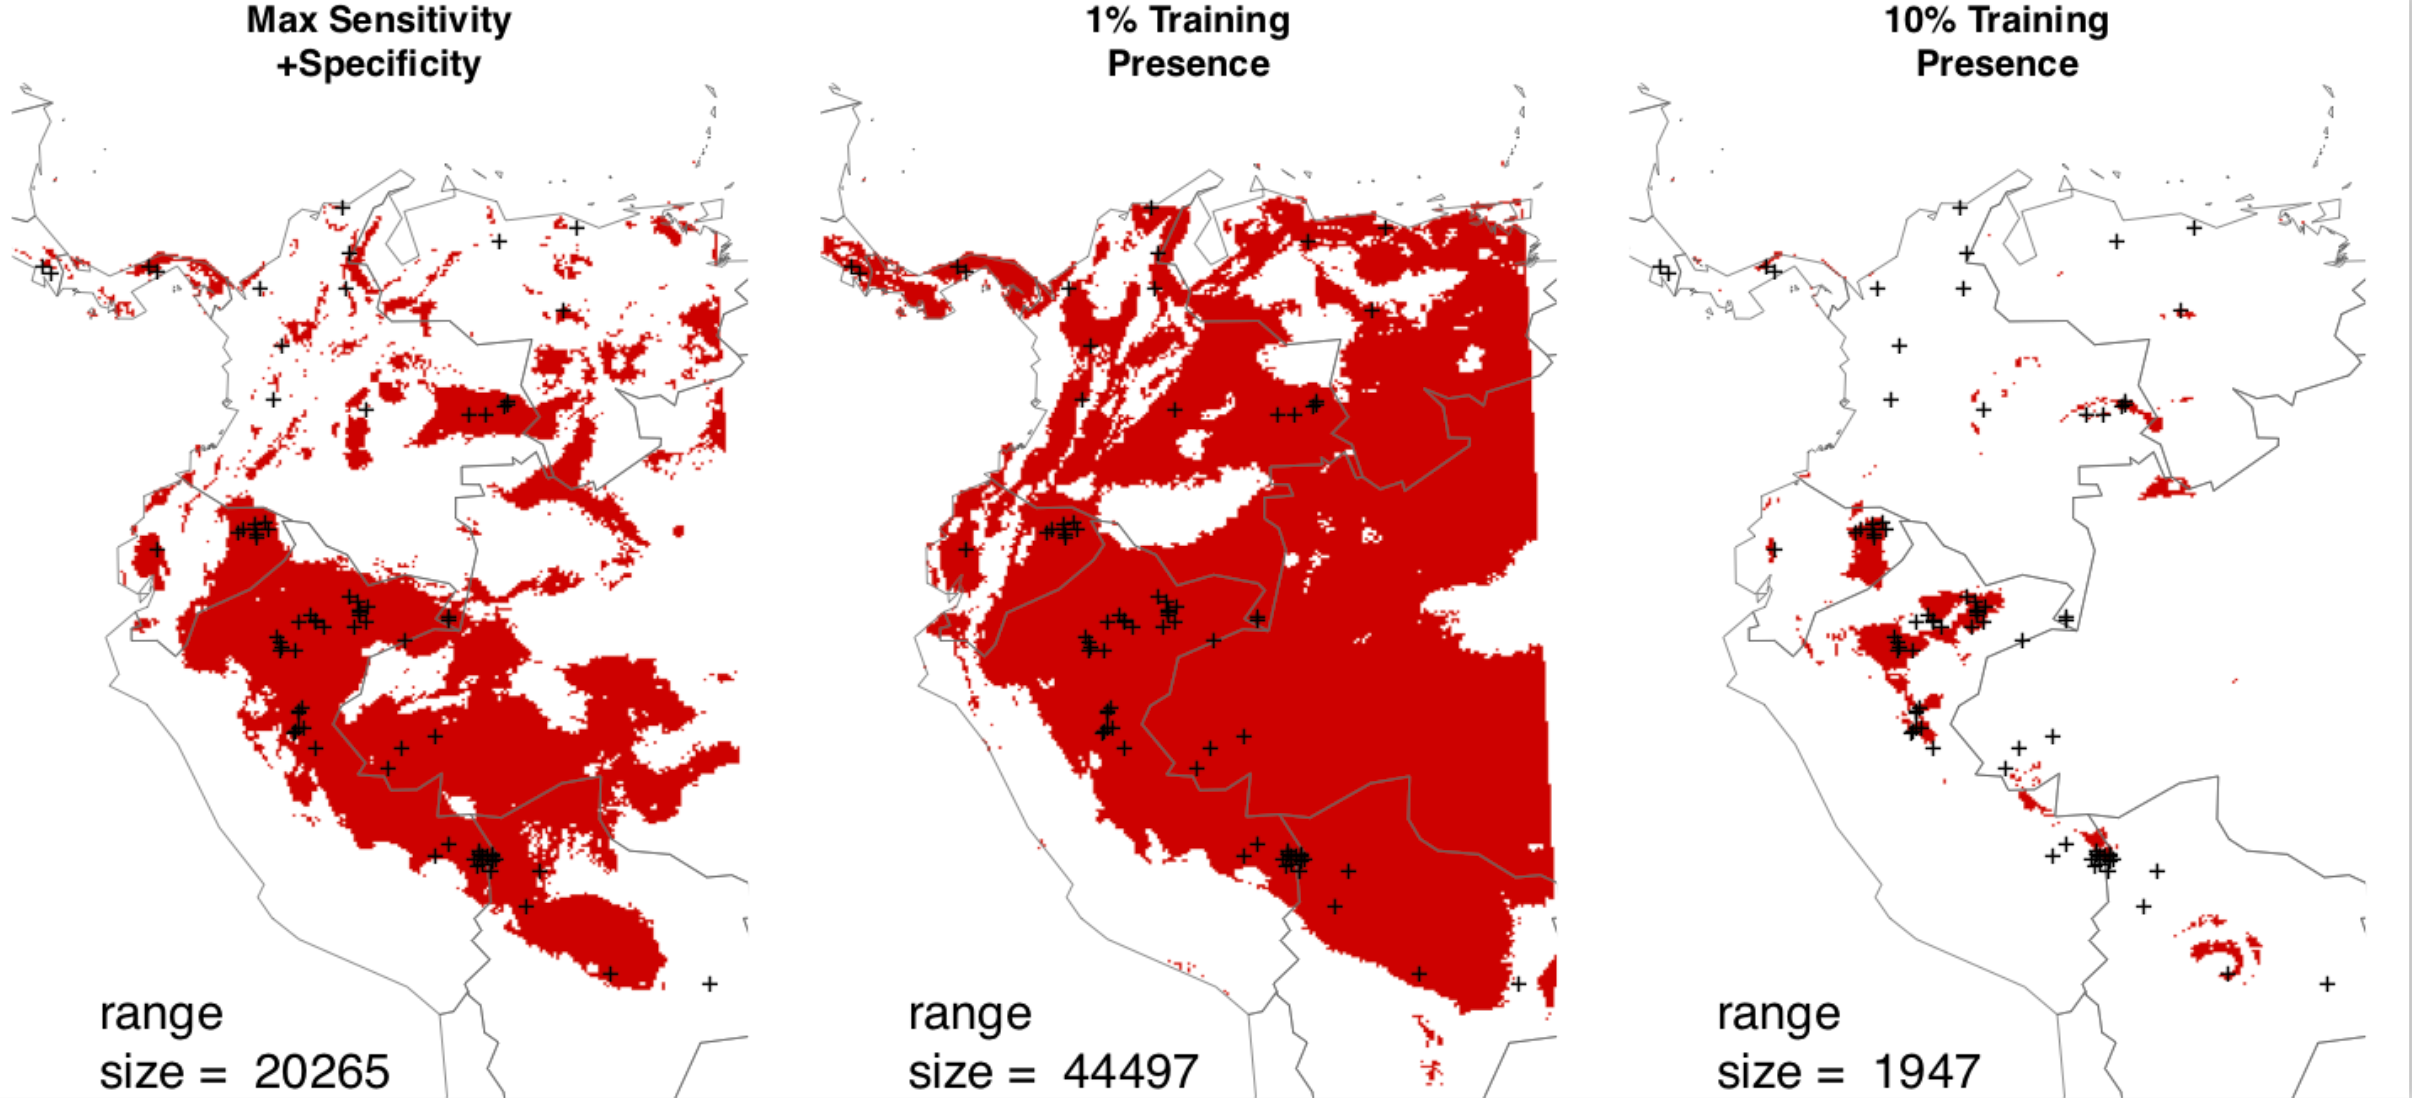 Max Sensitivity
+Specificity
1% Training
Presence
10% Training
Presence
range
size = 20265
range
size = 44497
range
size = 1947